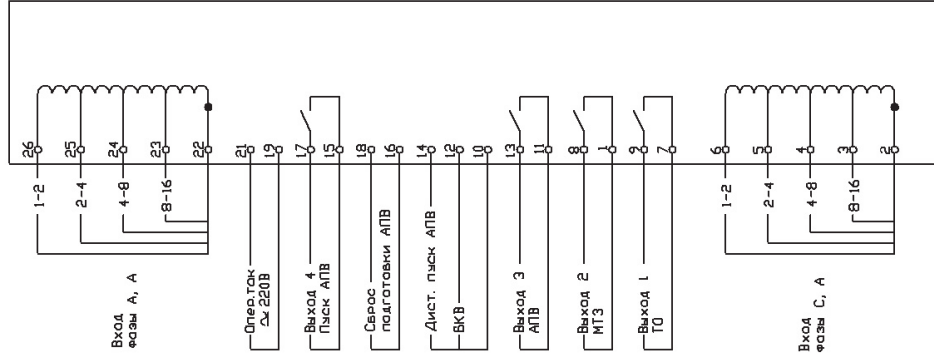 26
25
24
23
22
21
19
17
15
18
16
14
12
10
13
11
8
1
9
7
6
5
4
3
2
1-2
2-4
4-8
8-16
1-2
2-4
4-8
8-16
Вход
фазы А, А
Опер.ток
≃ 220В
Выход 4
Пуск АПВ
Сброс
подготовки АПВ
Дист. пуск АПВ
БКВ
Выход 3
АПВ
Выход 2
МТЗ
Выход 1
ТО
Вход
фазы С, А